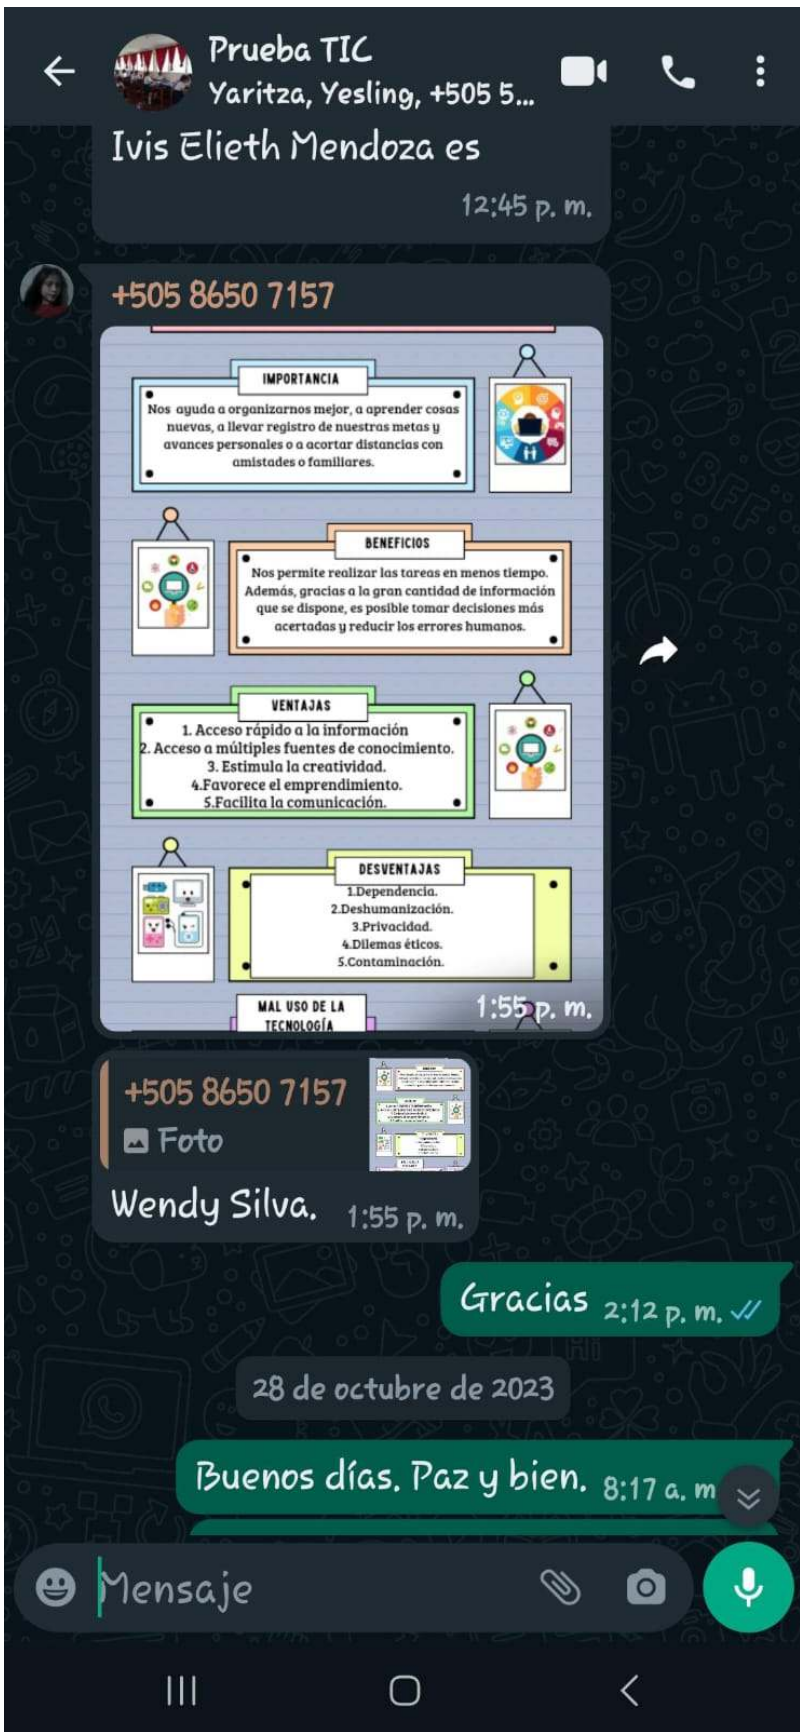 Prueba TIC
Yaritza, Yesling, +505 5...
Ivis Elieth Mendoza es
12:45 p. m.
+505 8650 7157
IMPORTANCIA
Nos ayuda a organizarnos mejor, a aprender cosas
nuevas, a llevar registro de nuestras metas y
avances personales o a acortar distancias con
amistades o familiares.
BENEFICIOS
Nos permite realizar las tareas en menos tiempo.
Además, gracias a la gran cantidad de información
que se dispone, es posible tomar decisiones más
acertadas y reducir los errores humanos.
VENTAJAS
1. Acceso rápido a la información
2. Acceso a múltiples fuentes de conocimiento.
3. Estimula la creatividad.
4.Favorece el emprendimiento.
5.Facilita la comunicación.
DESVENTAJAS
1.Dependencia.
2.Deshumanización.
3.Privacidad.
4.Dilemas éticos.
5.Contaminación.
MAL USO DE LA
TECNOLOGÍA
1:55 p. m.
+505 8650 7157
Foto
Wendy Silva. 1:55 p. m.
Gracias 2:12 p. m.
28 de octubre de 2023
Buenos días. Paz y bien. 8:17 a. m
Mensaje